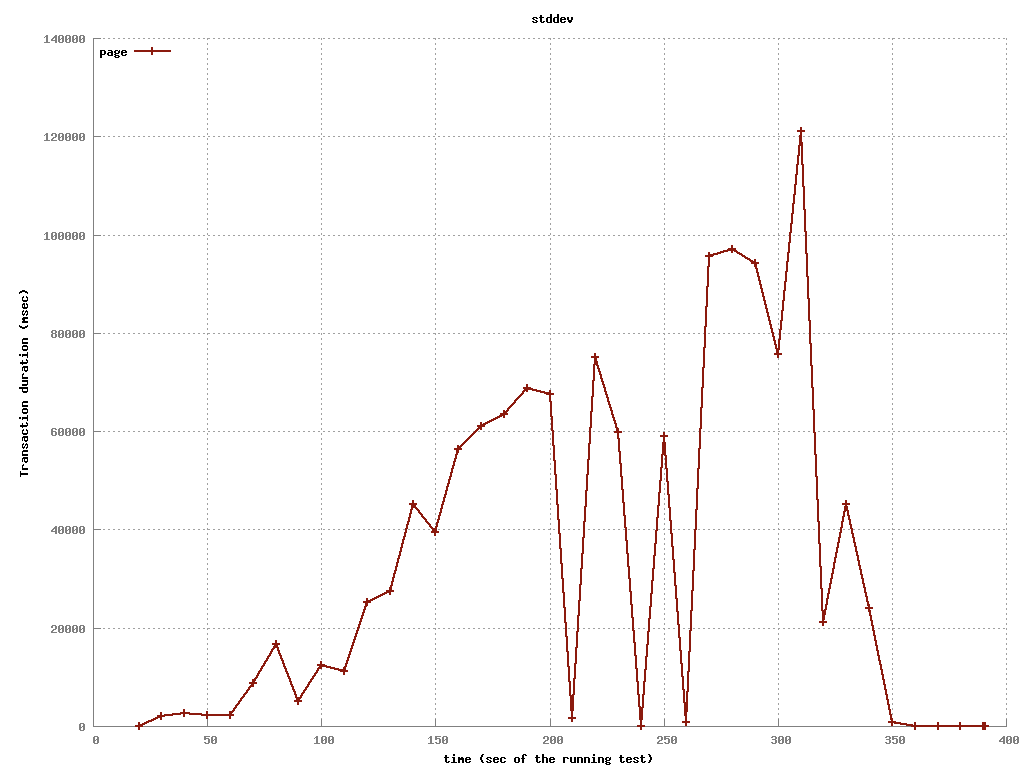 stddev
page
140000
120000
100000
80000
60000
40000
20000
0
Transaction duration (msec)
0 50 100 150 200 250 300 350 400
time (sec of the running test)